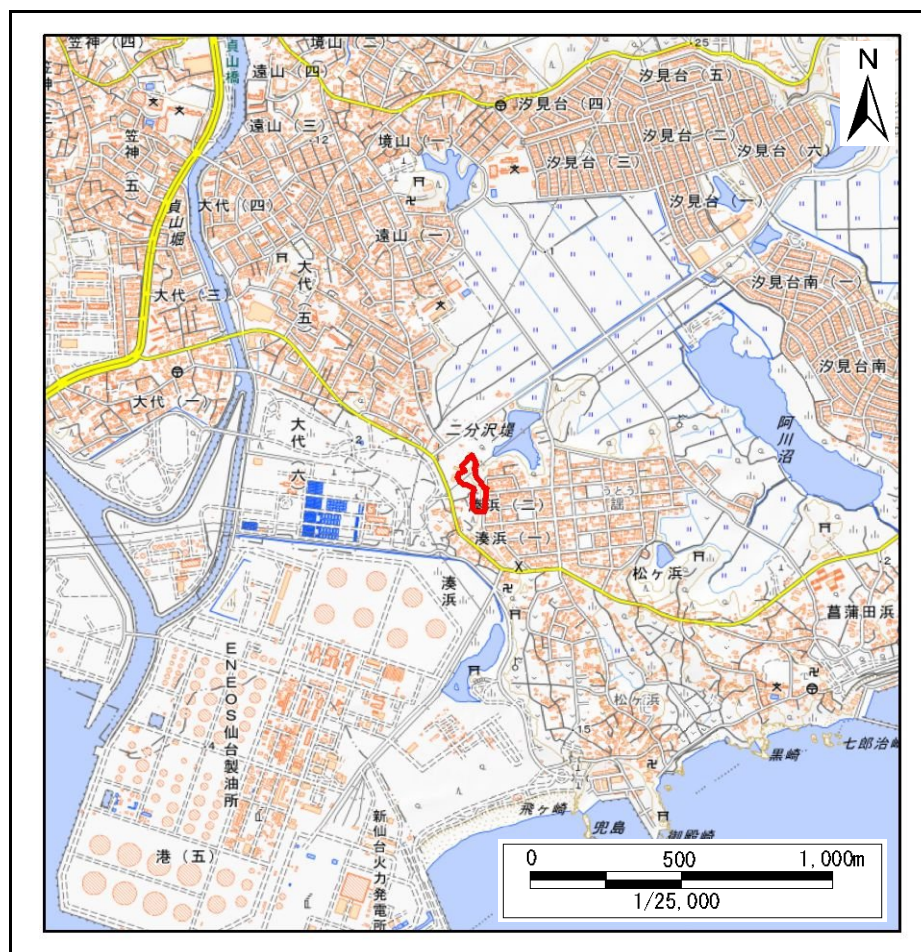 笠神(四)
貞山橋
境山(二)
遠山(四)
25
N
汐見台(五)
汐見台(四)
汐見台(二)
遠山(三)
12
笠神(五)
境山(一)
汐見台(三)
汐見台(六)
大代(四)
汐見台(一)
貞山堀
遠山(一)
-1
大代(五)
汐見台南(一)
大代(三)
汐見台南
大代(一)
二分沢堤
阿川沼
2
大代六
うとう
謡
湊浜(二)
湊浜(一)
松ヶ浜
2
湊浜
菖蒲田浜
ENEOS仙台製油所
松ヶ浜
4
15
七郎治崎
黒崎
飛ヶ崎
兜島
御殿崎
新仙台火力発電所
港(五)
0 500 1,000m
1/25,000